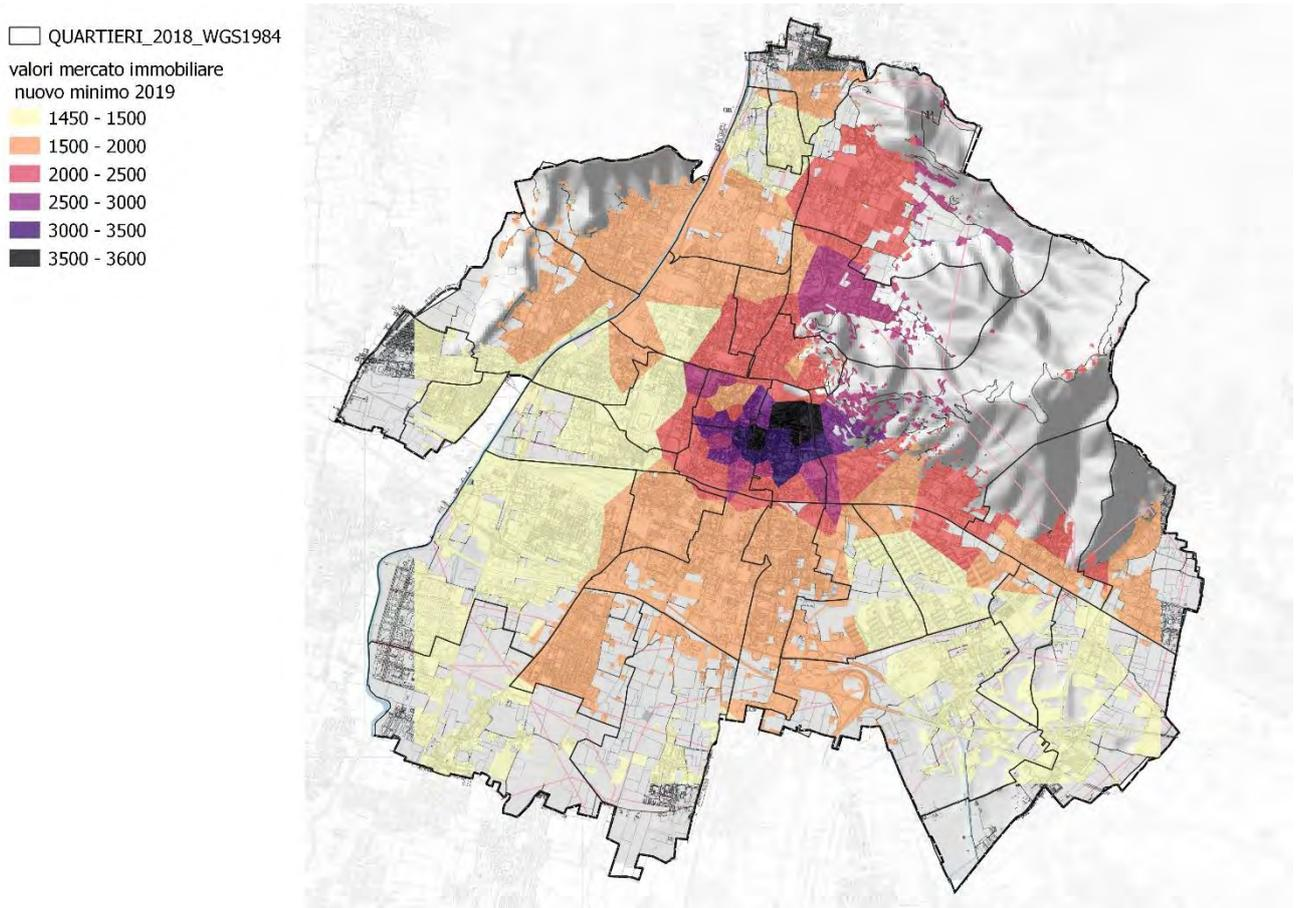 QUARTIERI_2018_WGS1984
valori mercato immobiliare
nuovo minimo 2019
1450 - 1500
1500 - 2000
2000 - 2500
2500 - 3000
3000 - 3500
3500 - 3600